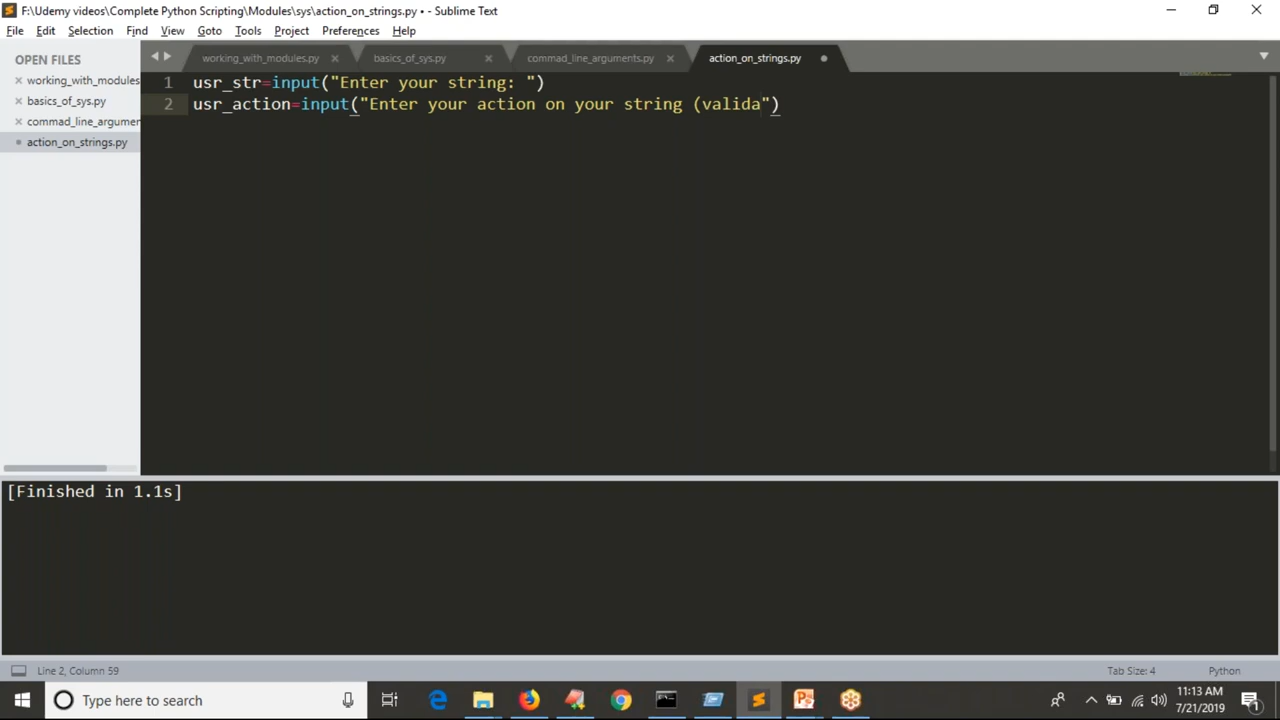 F:\Udemy videos\Complete Python Scripting\Modules\sys\action_on_strings.py • - Sublime Text
File Edit Selection Find View Goto Tools Project Preferences Help
OPEN FILES
working_with_modules
basics_of_sys.py
commad_line_argumen
action_on_strings.py
working_with_modules.py basics_of_sys.py commad_line_arguments.py action_on_strings.py
1 usr_str=input("Enter your string: ")
2 usr_action=input("Enter your action on your string (valida")
[Finished in 1.1s]
Line 2, Column 59 Tab Size: 4 Python
Type here to search
11:13 AM
7/21/2019
1